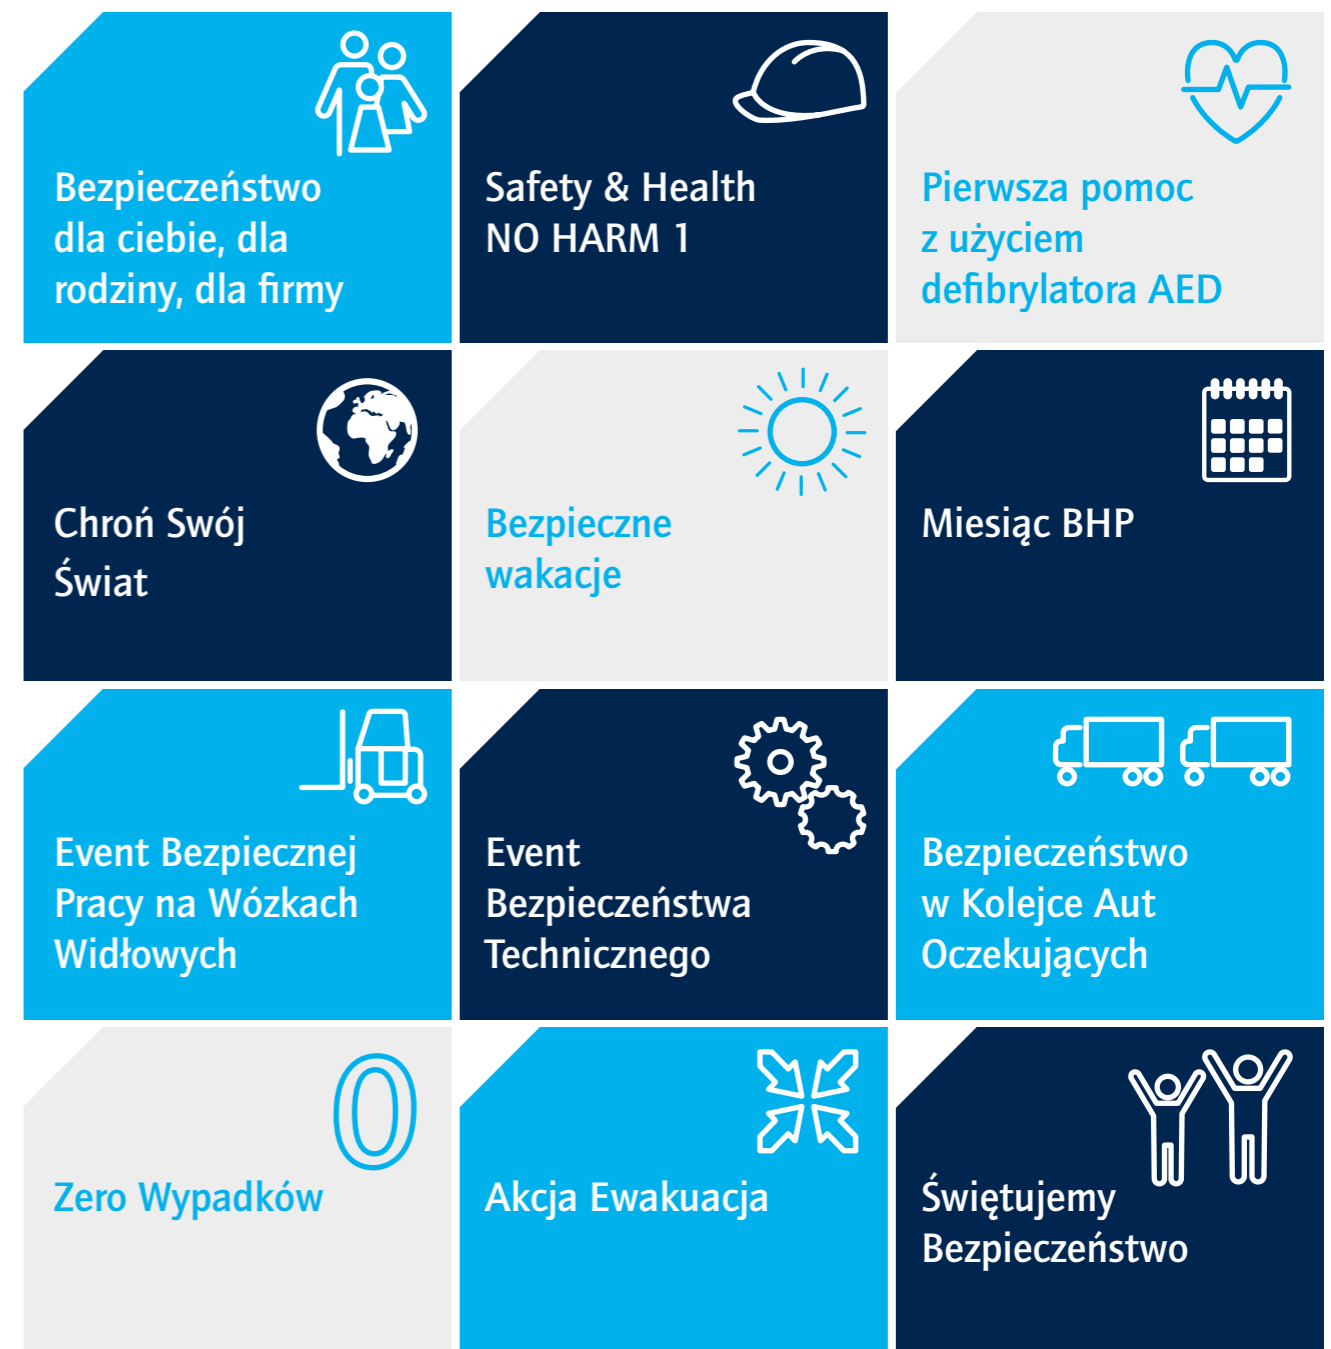 Bezpieczeństwo
dla ciebie, dla
rodziny, dla firmy
Safety & Health
NO HARM 1
Pierwsza pomoc
z użyciem
defibrylatora AED
Chroń Swój
Świat
Bezpieczne
wakacje
Miesiąc BHP
Event Bezpiecznej
Pracy na Wózkach
Widłowych
Event
Bezpieczeństwa
Technicznego
Bezpieczeństwo
w Kolejce Aut
Oczekujących
0
Zero Wypadków
Akcja Ewakuacja
Świętujemy
Bezpieczeństwo